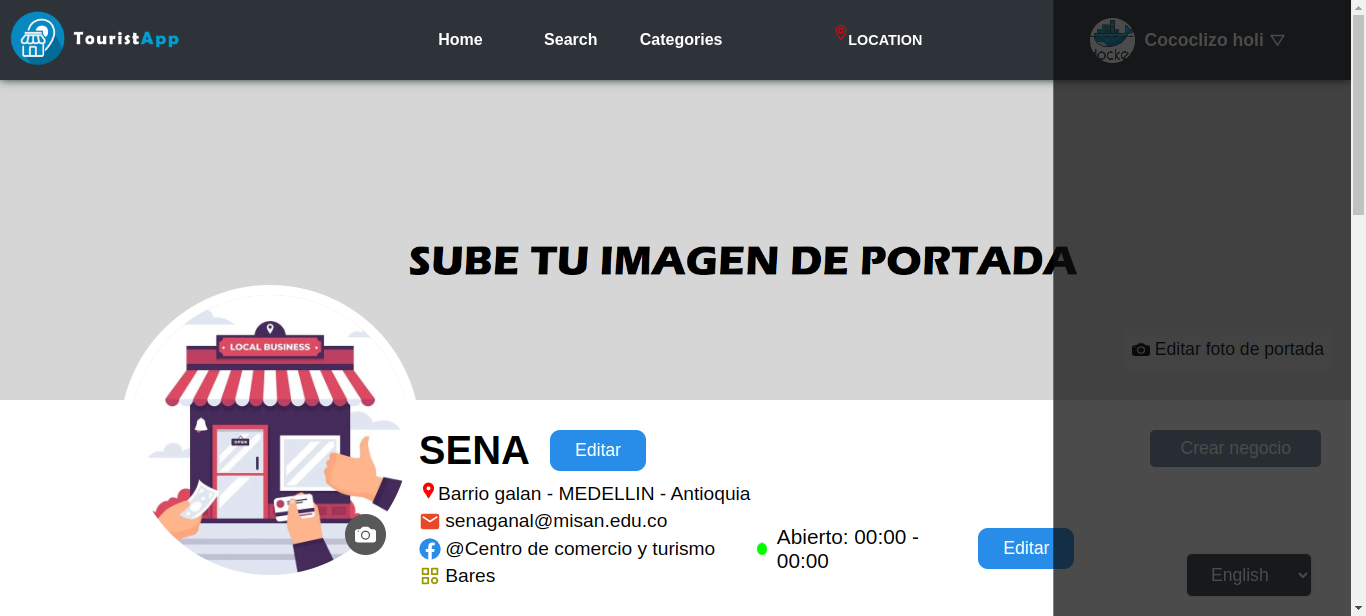 TouristApp
Home
Search
Categories
LOCATION
Cococlizo holi
SUBE TU IMAGEN DE PORTADA
LOCAL BUSINESS
OPEN
Editar foto de portada
SENA
Editar
Crear negocio
Barrio galan - MEDELLIN - Antioquia
senaganal@misan.edu.co
@Centro de comercio y turismo
Bares
Abierto: 00:00 -
00:00
Editar
English